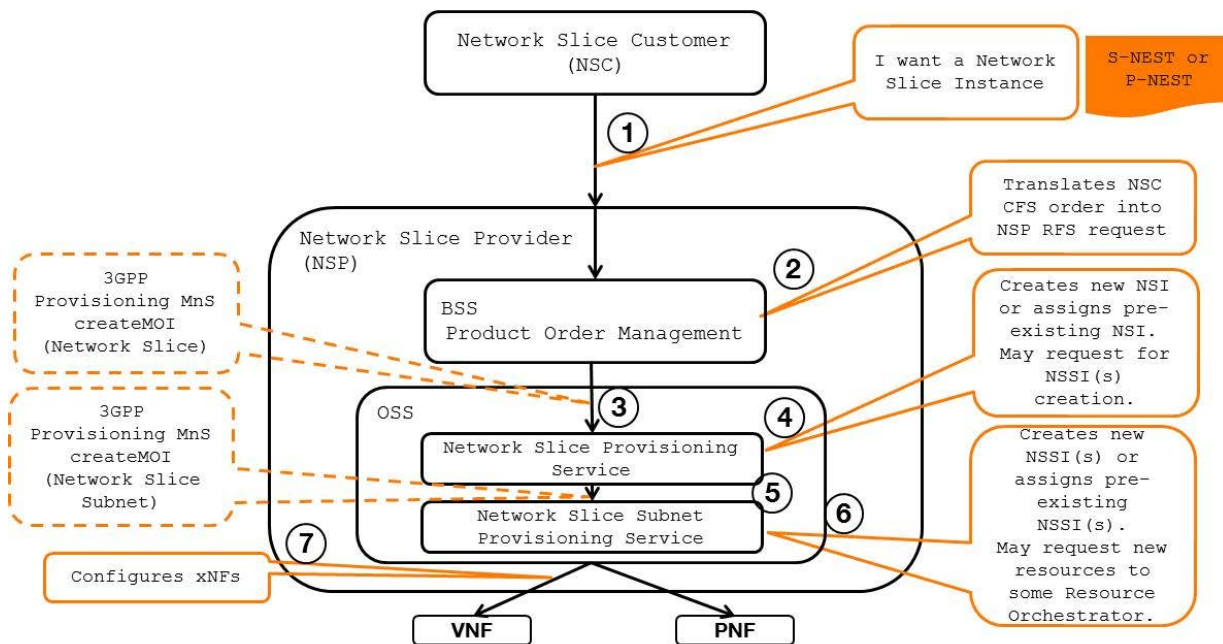 Network Slice Customer
(NSC)
I want a Network
Slice Instance
S-NEST or
P-NEST
1
Translates NSC
CFS order into
NSP RFS request
Network Slice Provider
(NSP)
2
3GPP
Provisioning MnS
createMOI
(Network Slice)
BSS
Product Order Management
Creates new NSI
or assigns pre-
existing NSI.
May request for
NSSI(s)
creation.
3
OSS
4
3GPP
Provisioning MnS
createMOI
(Network Slice
Subnet)
Network Slice Provisioning
Service
5
Network Slice Subnet
Provisioning Service
6
Creates new
NSSI(s) or
assigns pre-
existing
NSSI(s).
May request new
resources to
some Resource
Orchestrator.
7
Configures xNFs
VNF
PNF